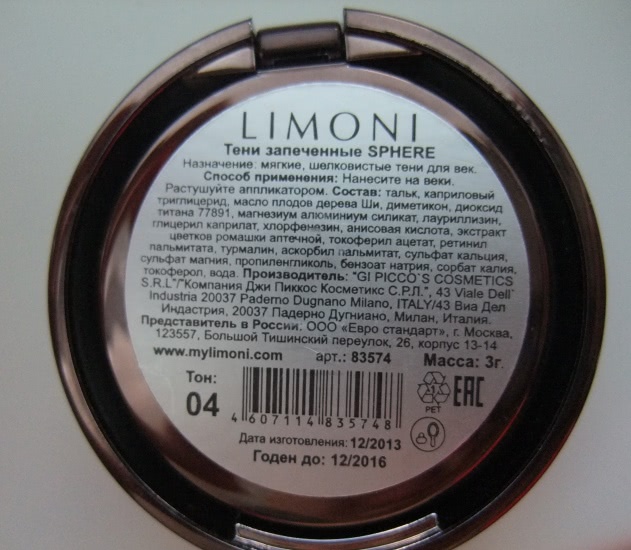 LIMONI
Тени запеченные SPHERE
Назначение: мягкие, шелковистые тени для век.
Способ применения: Нанесите на веки.
Растушуйте аппликатором. Состав: тальк, каприловый
триглицерид, масло плодов дерева Ши, диметикон, диоксид
титана 77891, магнезиум алюминиум силикат, лауриллизин,
глицерил каприлат, хлорфенезин, анисовая кислота, экстракт
цветков ромашки аптечной, токоферил ацетат, ретинил
пальмитата, турмалин, аскорбил пальмитат, сульфат кальция,
сульфат магния, пропиленгликоль, бензоат натрия, сорбат калия,
токоферол, вода. Производитель: "GI PICCO`S COSMETICS
S.R.L"/"Компания Джи Пиккос Косметикс С.Р.Л.", 43 Viale Dell`
Industria 20037 Paderno Dugnano Milano, ITALY/43 Виа Дел
Индастрия, 20037 Падерно Дугниано, Милан, Италия.
Представитель в России: ООО «Евро стандарт», г. Москва,
123557, Большой Тишинский переулок, 26, корпус 13-14
www.mylimoni.com арт.: 83574 Масса: 3г.
Тон:
04
4 607114 835748
21
PET
EAC
Дата изготовления: 12/2013
Годен до: 12/2016